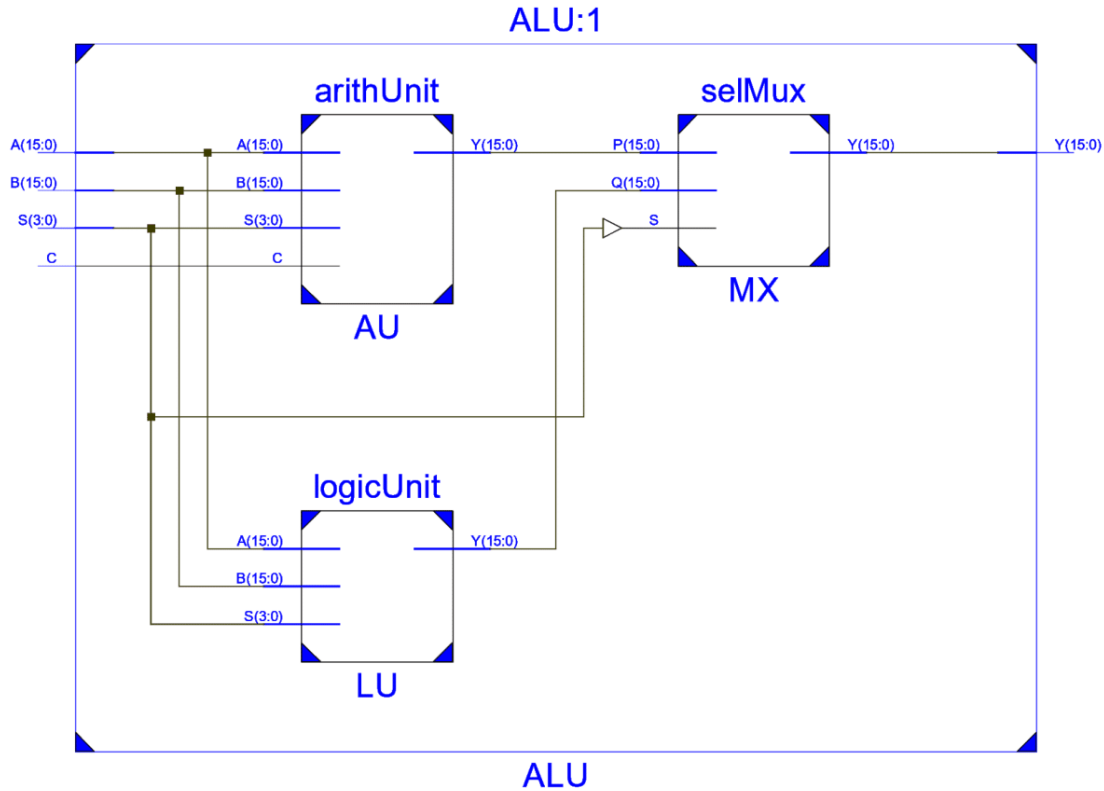 ALU:1
arithUnit
selMux
A(15:0)
A(15:0)
Y(15:0)
P(15:0)
Y(15:0)
Y(15:0)
B(15:0)
B(15:0)
Q(15:0)
S(3:0)
S(3:0)
S
C
C
MX
AU
logicUnit
A(15:0)
Y(15:0)
B(15:0)
S(3:0)
LU
ALU